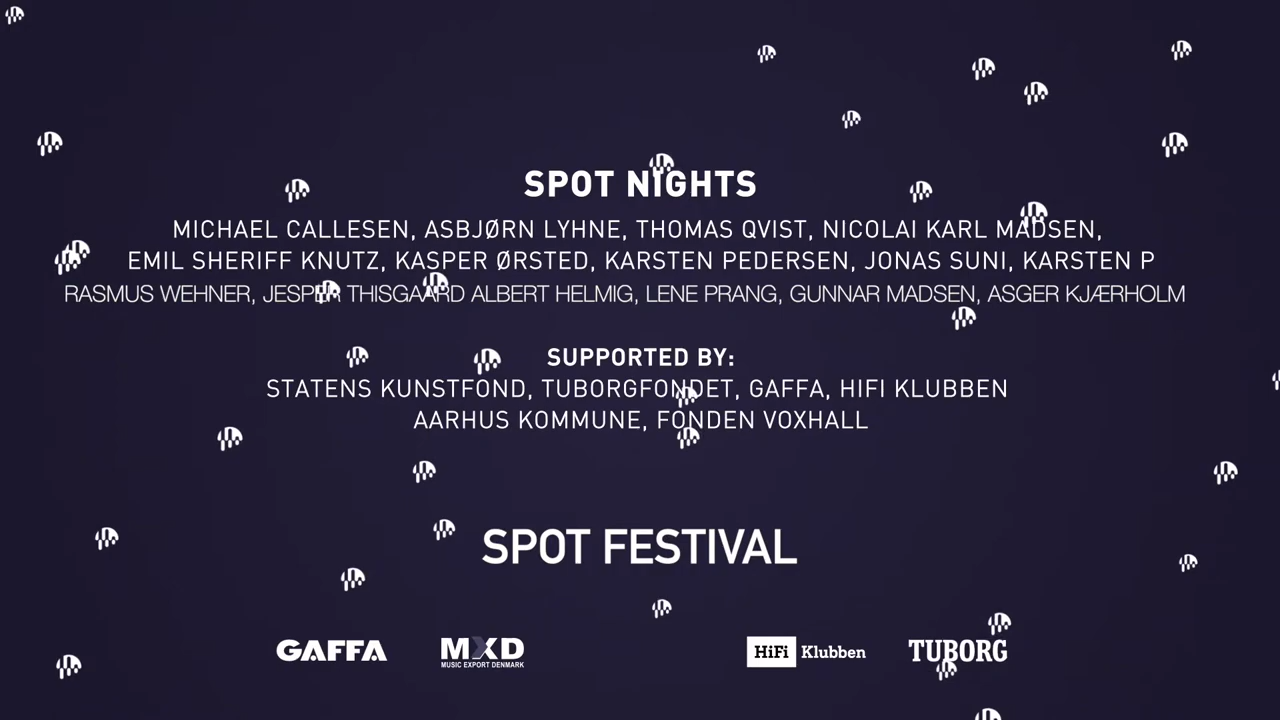 SPOT NIGHTS
MICHAEL CALLESEN, ASBJØRN LYHNE, THOMAS QVIST, NICOLAI KARL MADSEN,
EMIL SHERIFF KNUTZ, KASPER ØRSTED, KARSTEN PEDERSEN, JONAS SUNI, KARSTEN P
RASMUS WEHNER, JESPER THISGAARD ALBERT HELMIG, LENE PRANG, GUNNAR MADSEN, ASGER KJÆRHOLM
SUPPORTED BY:
STATENS KUNSTFOND, TUBORGFONDET, GAFFA, HIFI KLUBBEN
AARHUS KOMMUNE, FONDEN VOXHALL
SPOT FESTIVAL
GAFFA MXD HiFi Klubben TUBORG
MUSIC EXPORT DENMARK